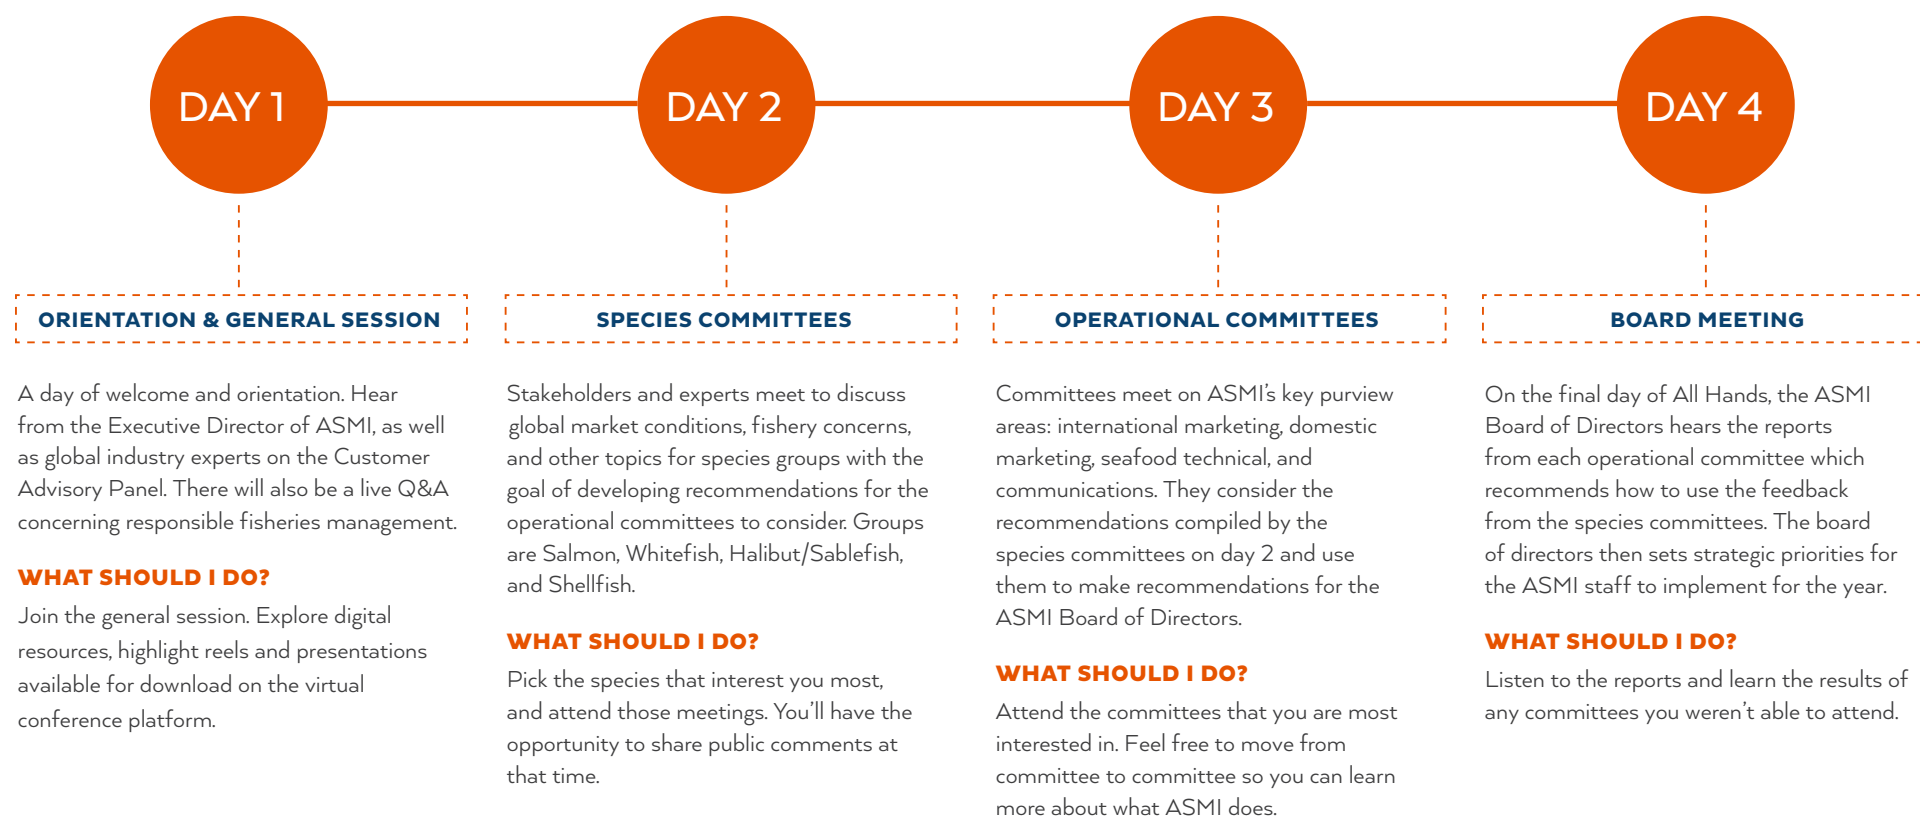 DAY 1
DAY 2
DAY 3
DAY 4
ORIENTATION & GENERAL SESSION
A day of welcome and orientation. Hear
from the Executive Director of ASMI, as well
as global industry experts on the Customer
Advisory Panel. There will also be a live Q&A
concerning responsible fisheries management.
WHAT SHOULD I DO?
Join the general session. Explore digital
resources, highlight reels and presentations
available for download on the virtual
conference platform.
SPECIES COMMITTEES
Stakeholders and experts meet to discuss
global market conditions, fishery concerns,
and other topics for species groups with the
goal of developing recommendations for the
operational committees to consider. Groups
are Salmon, Whitefish, Halibut/Sablefish,
and Shellfish.
WHAT SHOULD I DO?
Pick the species that interest you most,
and attend those meetings. You'll have the
opportunity to share public comments at
that time.
OPERATIONAL COMMITTEES
Committees meet on ASMI's key purview
areas: international marketing, domestic
marketing, seafood technical, and
communications. They consider the
recommendations compiled by the
species committees on day 2 and use
them to make recommendations for the
ASMI Board of Directors.
WHAT SHOULD I DO?
Attend the committees that you are most
interested in. Feel free to move from
committee to committee so you can learn
more about what ASMI does.
BOARD MEETING
On the final day of All Hands, the ASMI
Board of Directors hears the reports
from each operational committee which
recommends how to use the feedback
from the species committees. The board
of directors then sets strategic priorities for
the ASMI staff to implement for the year.
WHAT SHOULD I DO?
Listen to the reports and learn the results of
any committees you weren't able to attend.